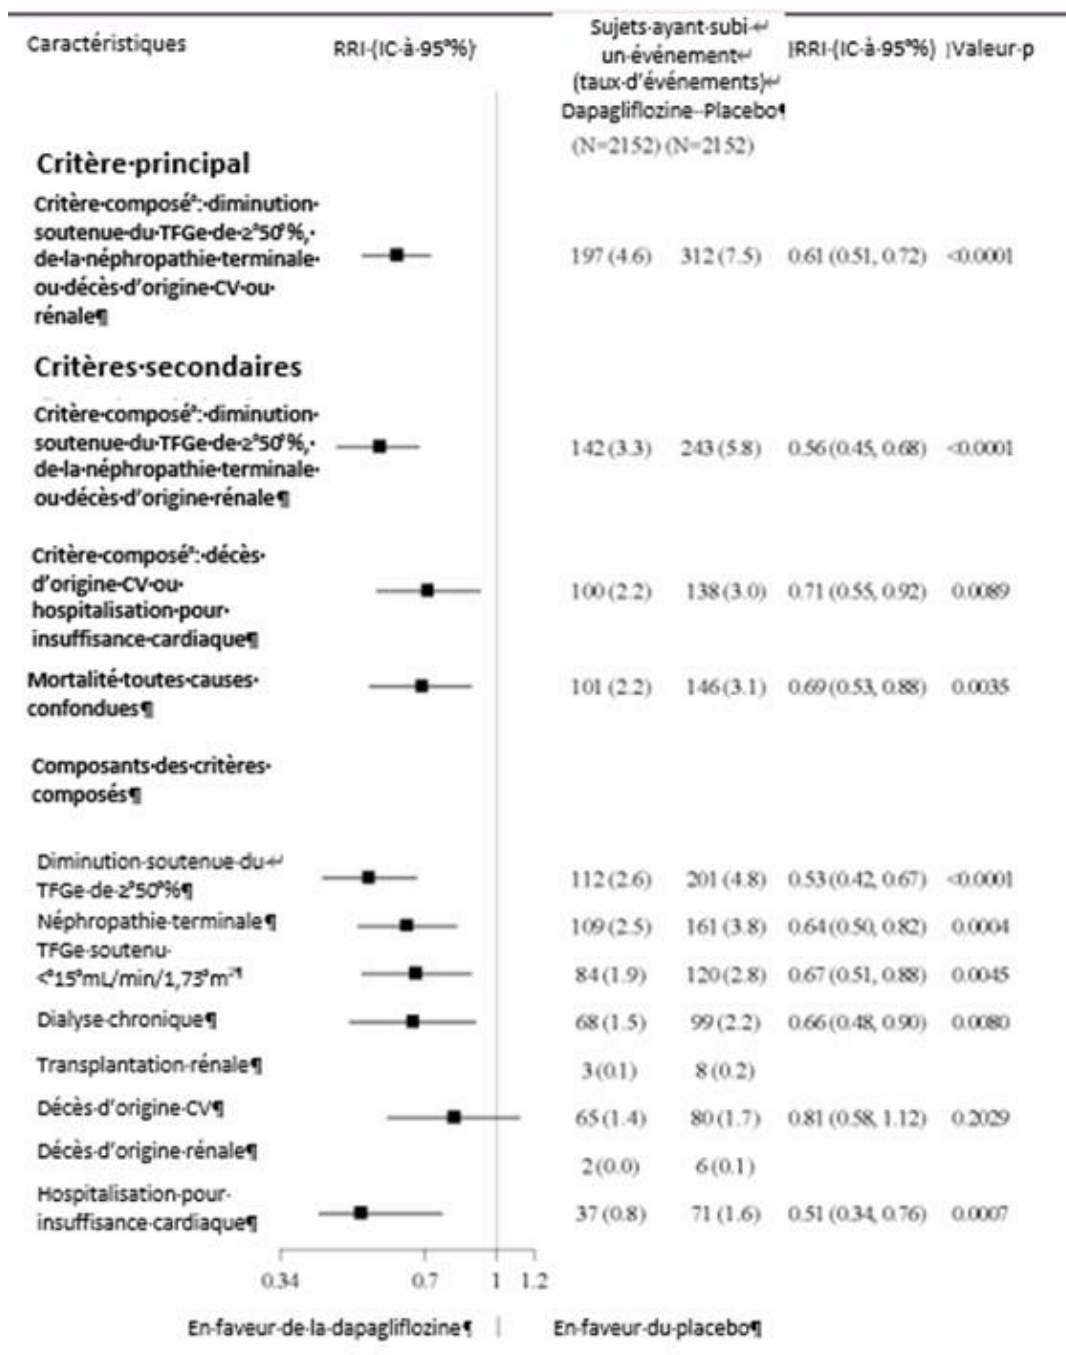 Caractéristiques RRI·(IC·à·95°%) Sujets·ayant·subi·↵
un·événement↵
(taux·d'événements)↵
Dapagliflozine--Placebo¶ RRI·(IC·à·95°%) Valeur·p
(N=2152) (N=2152)
Critère·principal
Critère·composéª:·diminution·
soutenue·du·TFGe·de·≥°50°%,·
de·la·néphropathie·terminale· 197 (4.6) 312 (7.5) 0.61 (0.51, 0.72) <0.0001
ou·décès·d'origine·CV·ou·
rénale¶
Critères·secondaires
Critère·composéª:·diminution·
soutenue·du·TFGe·de·≥°50°%,· 142 (3.3) 243 (5.8) 0.56 (0.45, 0.68) <0.0001
de·la·néphropathie·terminale·
ou·décès·d'origine·rénale¶
Critère·composéª:·décès·
d'origine·CV·ou· 100 (2.2) 138 (3.0) 0.71 (0.55, 0.92) 0.0089
hospitalisation·pour·
insuffisance·cardiaque¶
Mortalité·toutes·causes· 101 (2.2) 146 (3.1) 0.69 (0.53, 0.88) 0.0035
confondues¶
Composants·des·critères·
composés¶
Diminution·soutenue·du·↵
TFGe·de·≥°50°%¶ 112 (2.6) 201 (4.8) 0.53 (0.42, 0.67) <0.0001
Néphropathie·terminale¶ 109 (2.5) 161 (3.8) 0.64 (0.50, 0.82) 0.0004
TFGe·soutenu·
<°15°mL/min/1,73°m²¶ 84 (1.9) 120 (2.8) 0.67 (0.51, 0.88) 0.0045
Dialyse·chronique¶ 68 (1.5) 99 (2.2) 0.66 (0.48, 0.90) 0.0080
Transplantation·rénale¶ 3 (0.1) 8 (0.2)
Décès·d'origine·CV¶ 65 (1.4) 80 (1.7) 0.81 (0.58, 1.12) 0.2029
Décès·d'origine·rénale¶ 2 (0.0) 6 (0.1)
Hospitalisation·pour·
insuffisance·cardiaque¶ 37 (0.8) 71 (1.6) 0.51 (0.34, 0.76) 0.0007
0.34 0.7 1 1.2
En·faveur·de·la·dapagliflozine¶ En·faveur·du·placebo¶